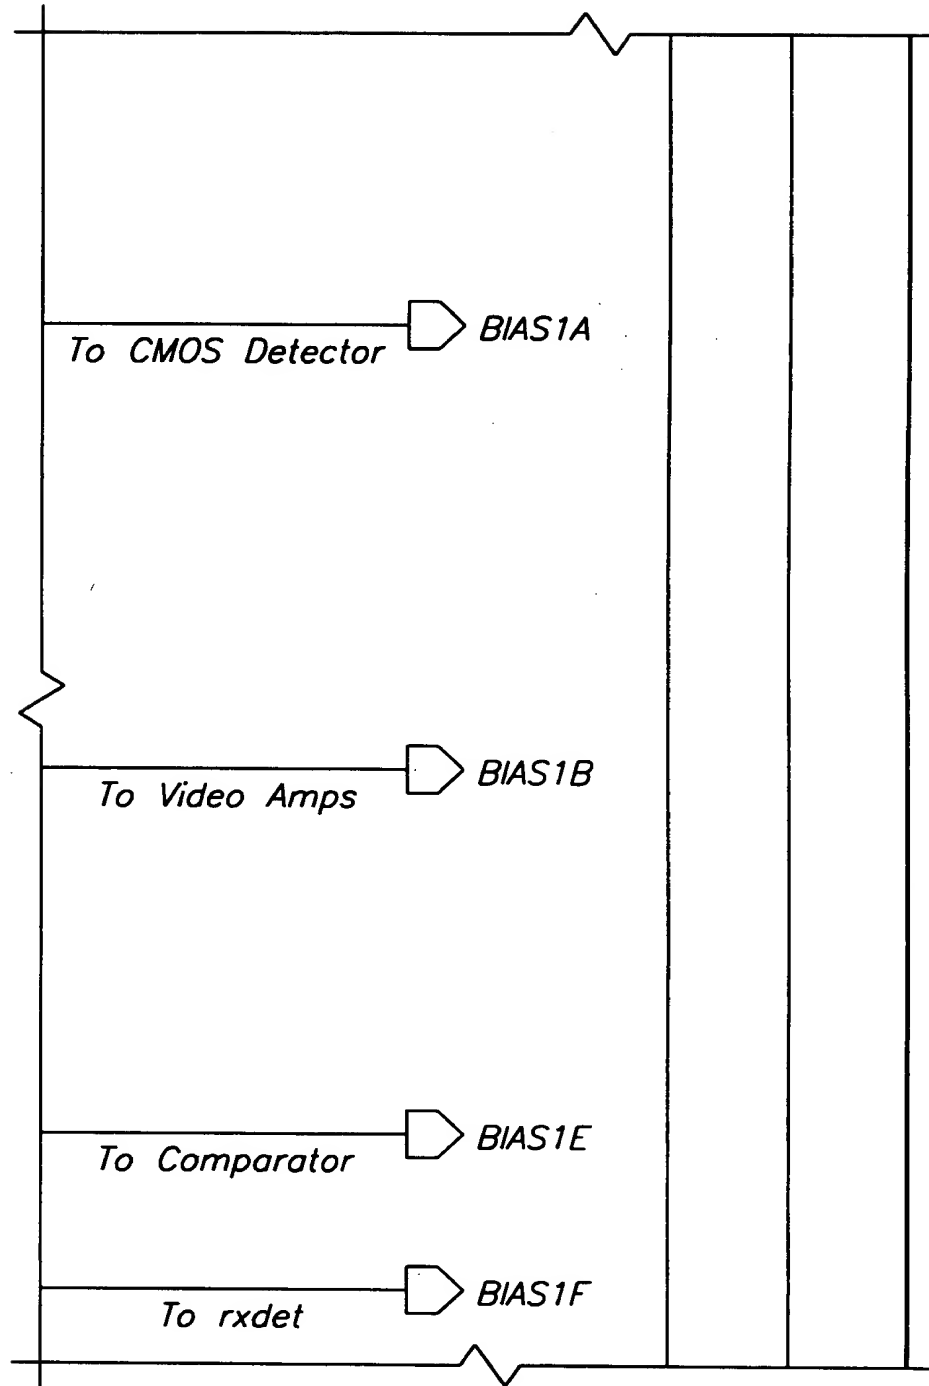 BIAS1A
To CMOS Detector
BIAS1B
To Video Amps
BIAS1E
To Comparator
BIAS1F
To rxdet